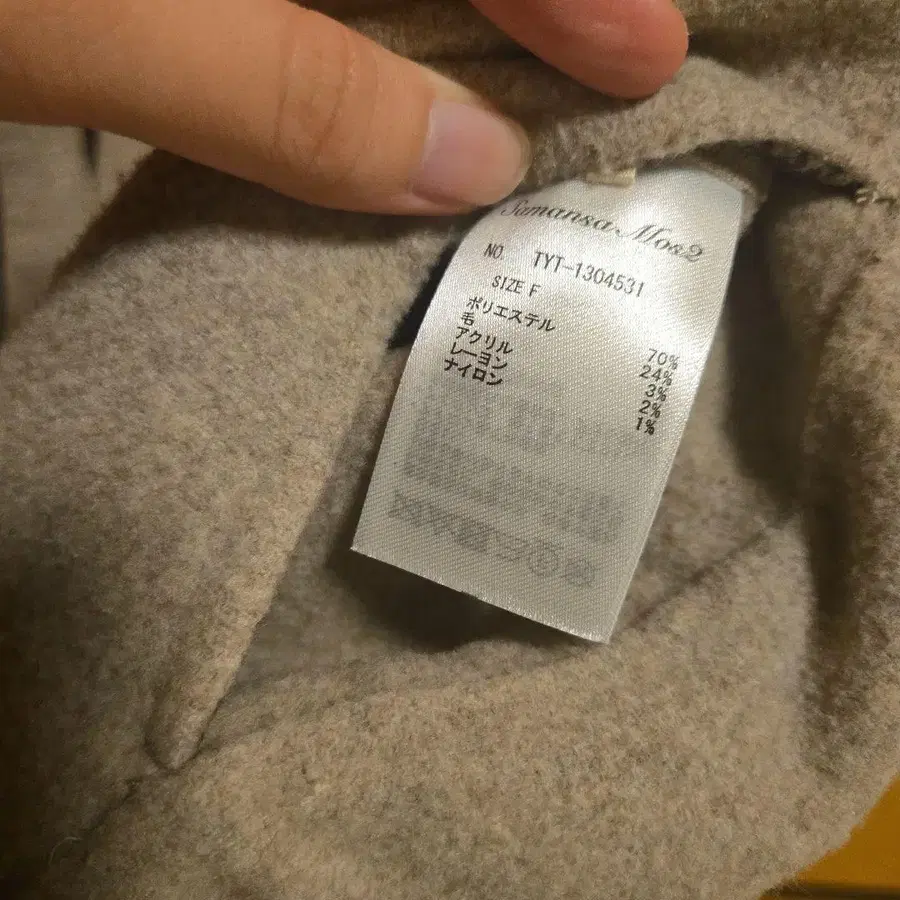 Samansa Mos2
NO. TYT-1304531
SIZE F
ポリエステル 70%
毛 24%
アクリル 3%
レーヨン 2%
ナイロン 1%